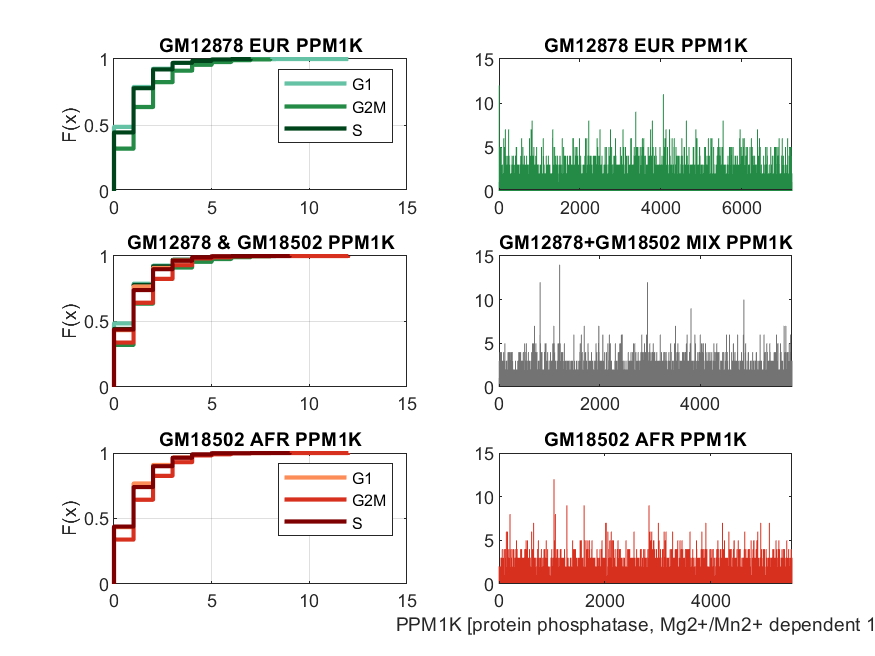 GM12878 EUR PPM1K
F(x)
1
0.5
0
0 5 10 15
G1
G2M
S
GM12878 EUR PPM1K
15
10
5
0
0 2000 4000 6000
GM12878 & GM18502 PPM1K
F(x)
1
0.5
0
0 5 10 15
GM12878+GM18502 MIX PPM1K
15
10
5
0
0 2000 4000
GM18502 AFR PPM1K
F(x)
1
0.5
0
0 5 10 15
G1
G2M
S
GM18502 AFR PPM1K
15
10
5
0
0 2000 4000
PPM1K [protein phosphatase, Mg2+/Mn2+ dependent 1